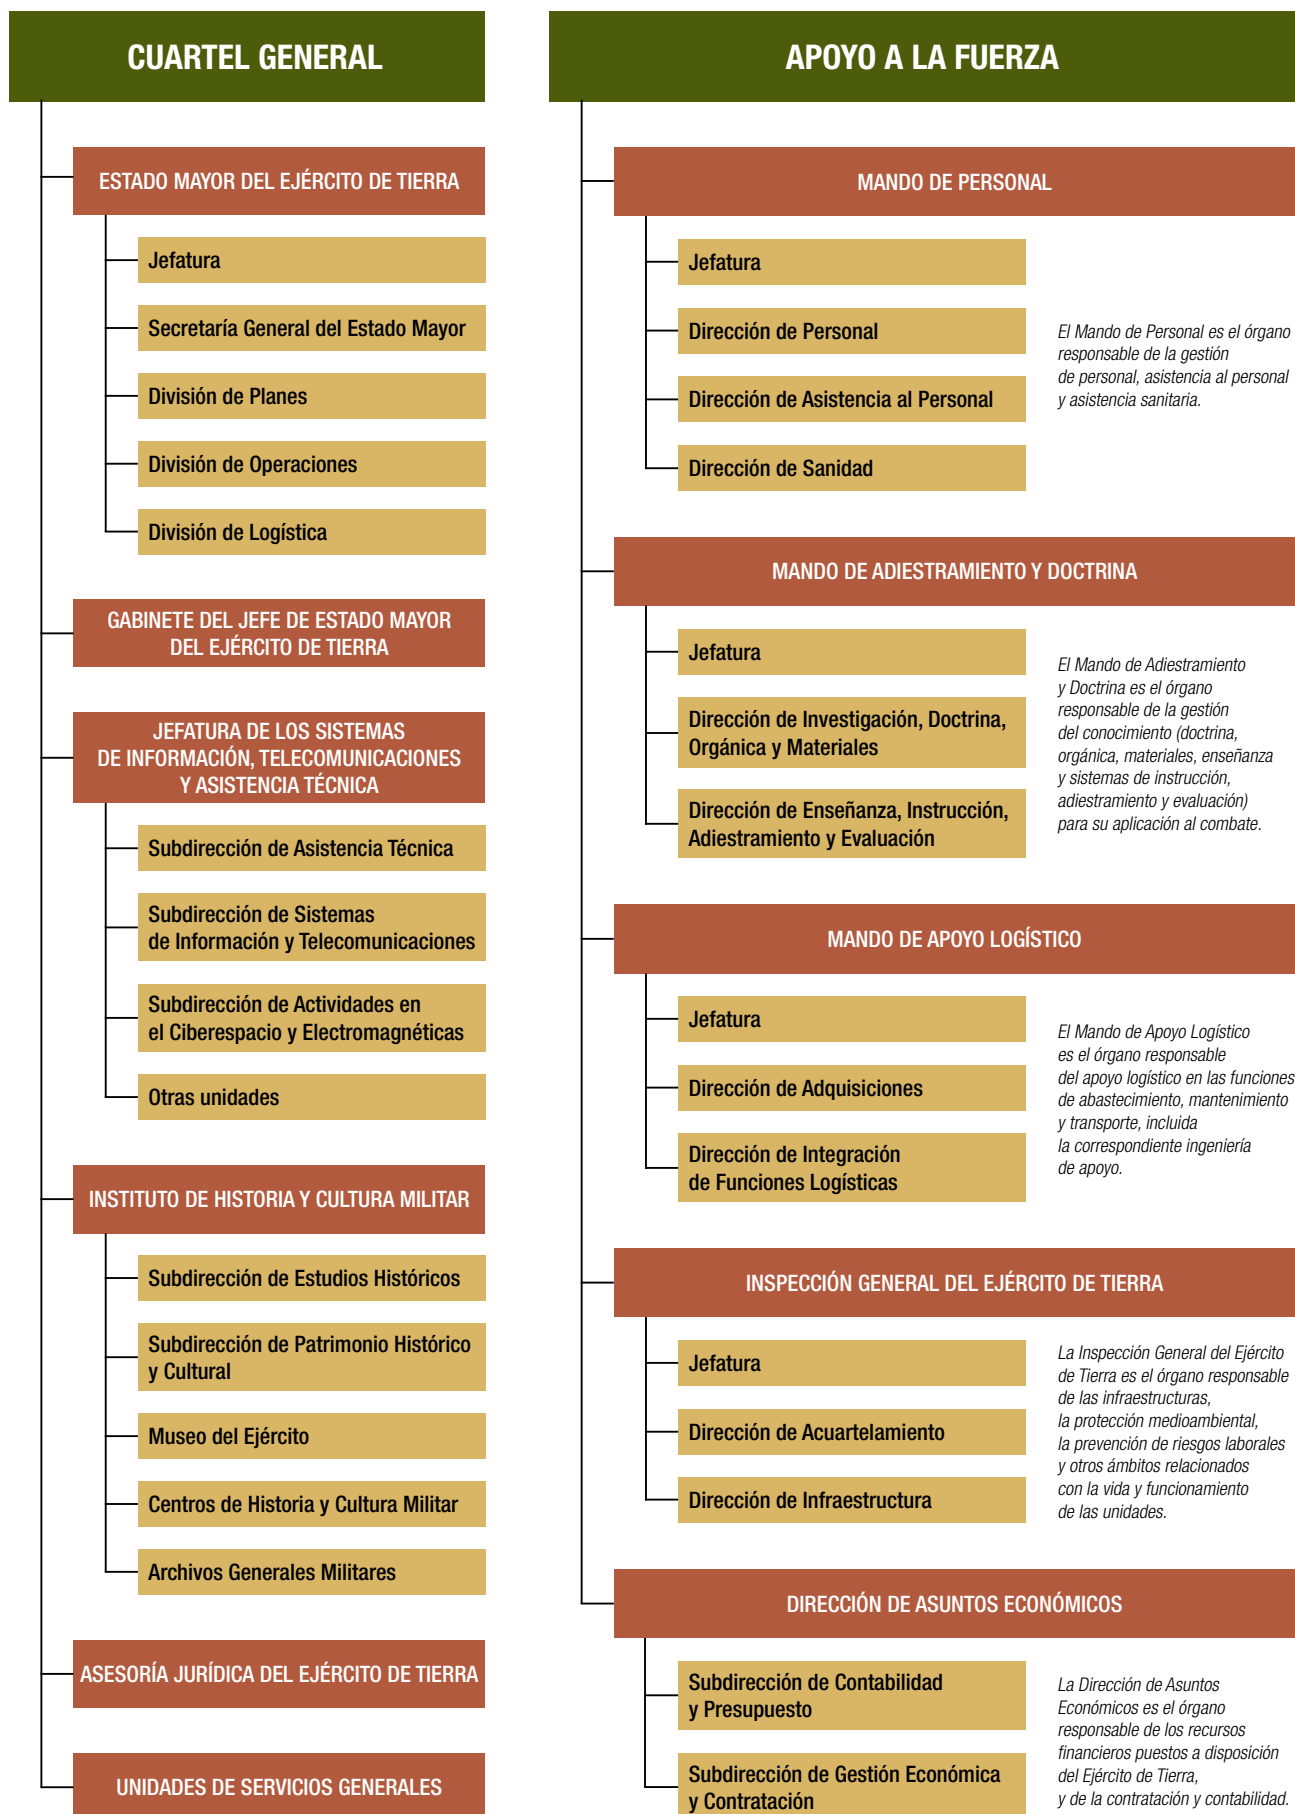 CUARTEL GENERAL
ESTADO MAYOR DEL EJÉRCITO DE TIERRA
Jefatura
Secretaría General del Estado Mayor
División de Planes
División de Operaciones
División de Logística
GABINETE DEL JEFE DE ESTADO MAYOR
DEL EJÉRCITO DE TIERRA
JEFATURA DE LOS SISTEMAS
DE INFORMACIÓN, TELECOMUNICACIONES
Y ASISTENCIA TÉCNICA
Subdirección de Asistencia Técnica
Subdirección de Sistemas
de Información y Telecomunicaciones
Subdirección de Actividades en
el Ciberespacio y Electromagnéticas
Otras unidades
INSTITUTO DE HISTORIA Y CULTURA MILITAR
Subdirección de Estudios Históricos
Subdirección de Patrimonio Histórico
y Cultural
Museo del Ejército
Centros de Historia y Cultura Militar
Archivos Generales Militares
ASESORÍA JURÍDICA DEL EJÉRCITO DE TIERRA
UNIDADES DE SERVICIOS GENERALES
APOYO A LA FUERZA
MANDO DE PERSONAL
Jefatura
Dirección de Personal
Dirección de Asistencia al Personal
Dirección de Sanidad
El Mando de Personal es el órgano
responsable de la gestión
de personal, asistencia al personal
y asistencia sanitaria.
MANDO DE ADIESTRAMIENTO Y DOCTRINA
Jefatura
Dirección de Investigación, Doctrina,
Orgánica y Materiales
Dirección de Enseñanza, Instrucción,
Adiestramiento y Evaluación
El Mando de Adiestramiento
y Doctrina es el órgano
responsable de la gestión
del conocimiento (doctrina,
orgánica, materiales, enseñanza
y sistemas de instrucción,
adiestramiento y evaluación)
para su aplicación al combate.
MANDO DE APOYO LOGÍSTICO
Jefatura
Dirección de Adquisiciones
Dirección de Integración
de Funciones Logísticas
El Mando de Apoyo Logístico
es el órgano responsable
del apoyo logístico en las funciones
de abastecimiento, mantenimiento
y transporte, incluida
la correspondiente ingeniería
de apoyo.
INSPECCIÓN GENERAL DEL EJÉRCITO DE TIERRA
Jefatura
Dirección de Acuartelamiento
Dirección de Infraestructura
La Inspección General del Ejército
de Tierra es el órgano responsable
de las infraestructuras,
la protección medioambiental,
la prevención de riesgos laborales
y otros ámbitos relacionados
con la vida y funcionamiento
de las unidades.
DIRECCIÓN DE ASUNTOS ECONÓMICOS
Subdirección de Contabilidad
y Presupuesto
Subdirección de Gestión Económica
y Contratación
La Dirección de Asuntos
Económicos es el órgano
responsable de los recursos
financieros puestos a disposición
del Ejército de Tierra,
y de la contratación y contabilidad.